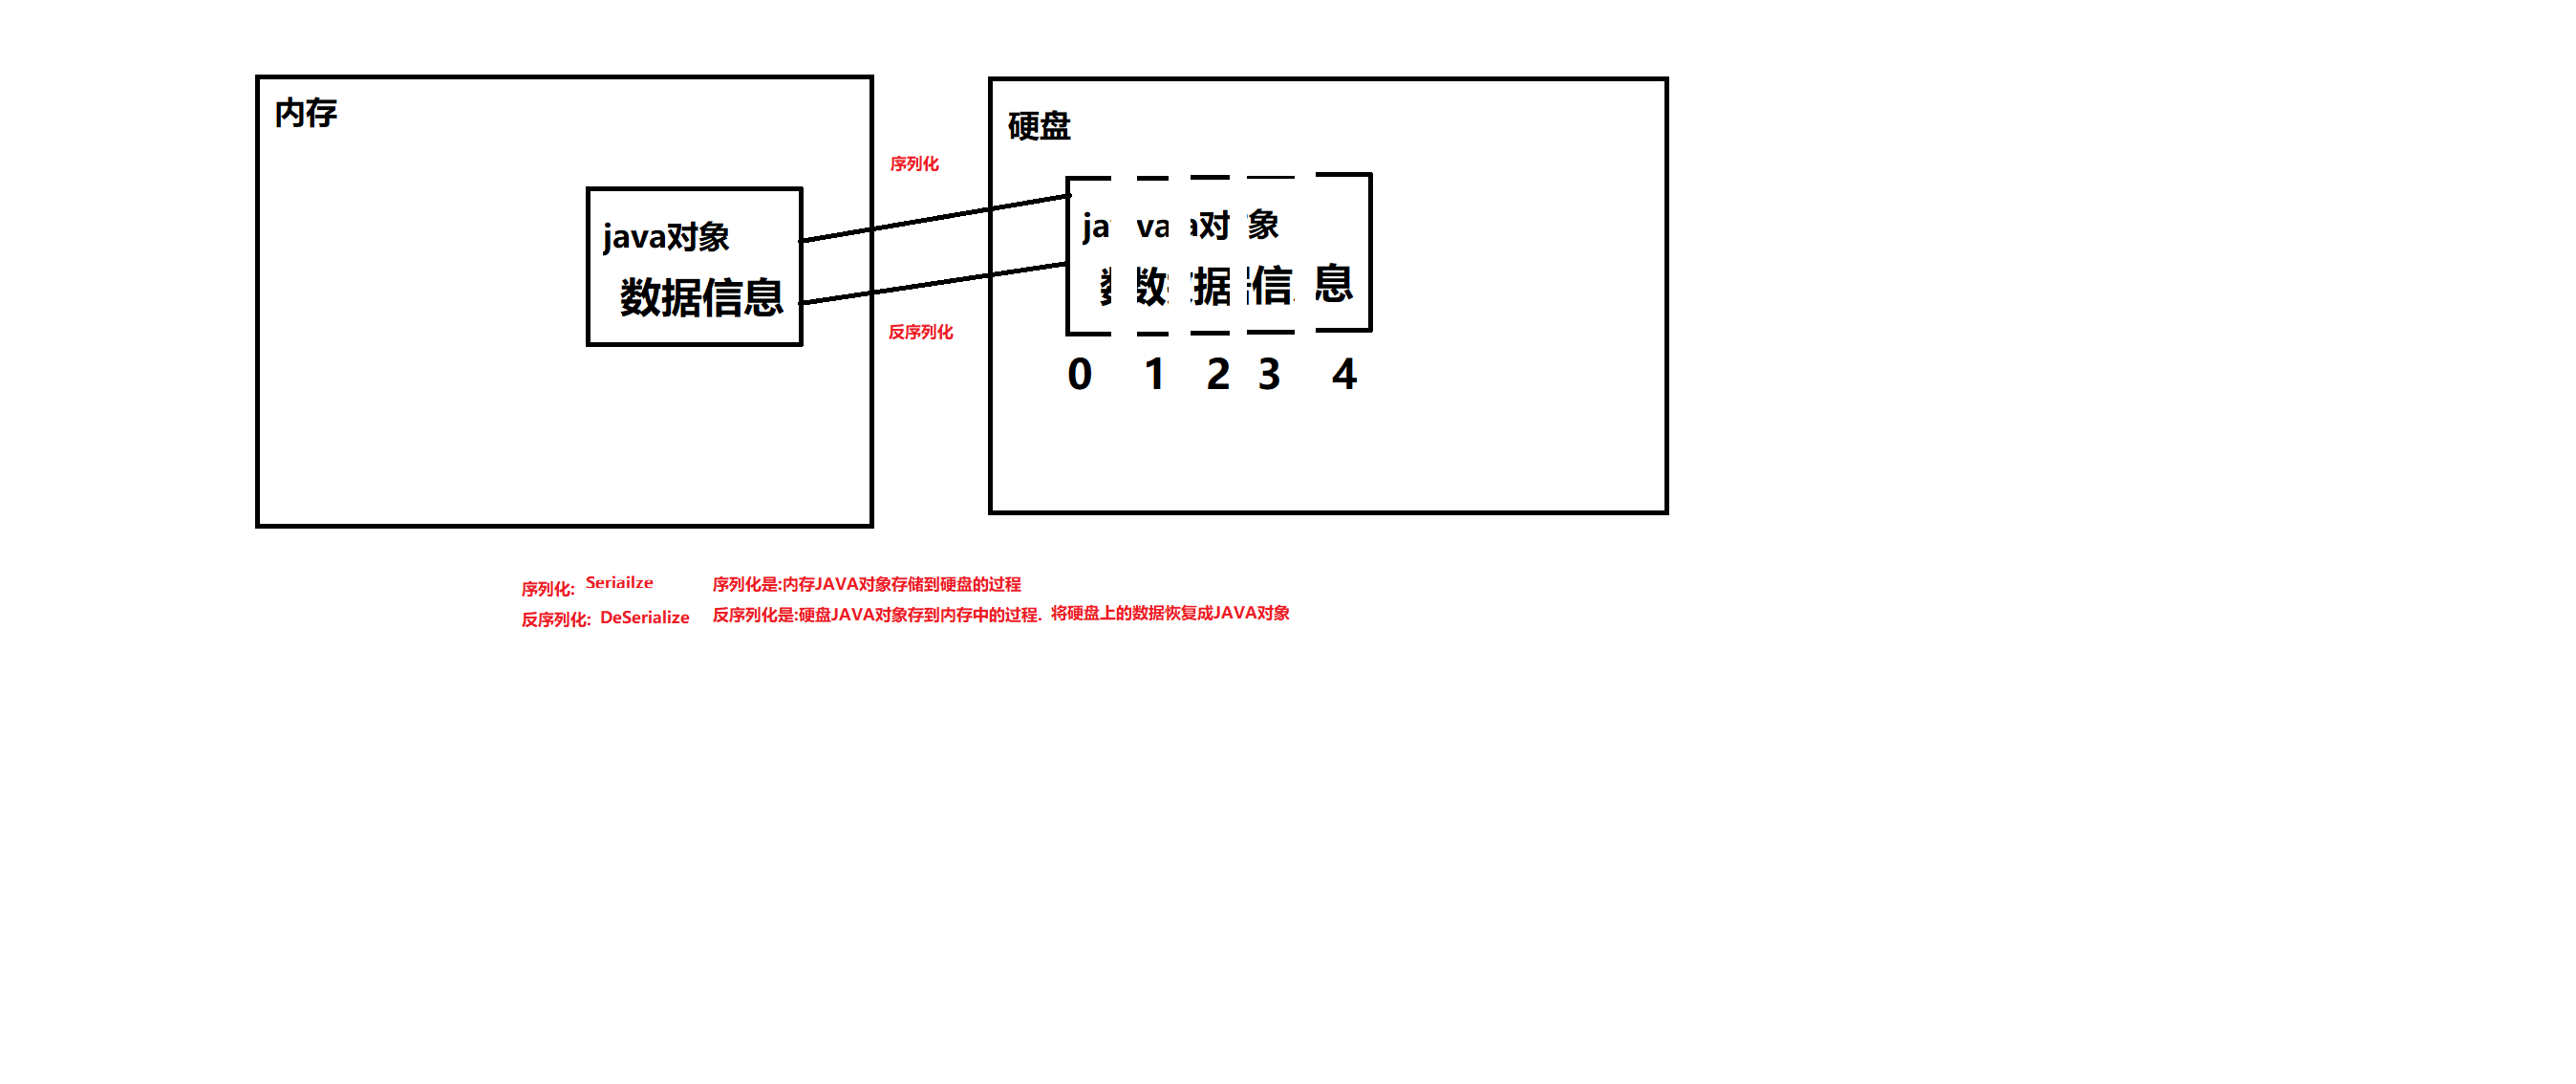 内存
硬盘
序列化
java对象
数据信息
ja va a对 象
数 数 据 信 息
反序列化
0 1 2 3 4
序列化: Seriailze 序列化是:内存JAVA对象存储到硬盘的过程
反序列化: DeSerialize 反序列化是:硬盘JAVA对象存到内存中的过程. 将硬盘上的数据恢复成JAVA对象